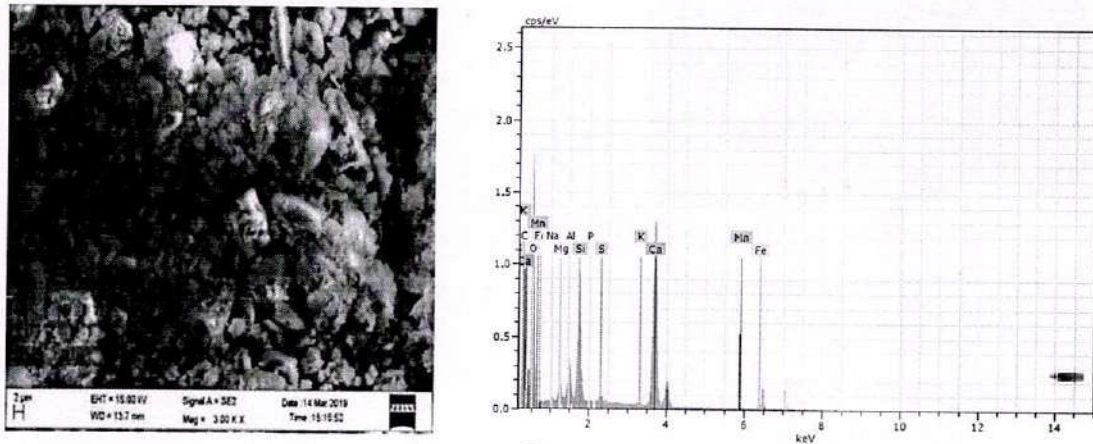 2 µm
EHT = 15.00 kV
Signal A = SE2
Date :14 Mar 2019
WD = 13.7 mm
Mag = 3.00 K X
Time :15:15:52
ZEISS
cps/eV
2.5
2.0
1.5
1.0
0.5
0.0
K
Mn
C Na Al P
O Mg Si S
K
Ca
Mn
Fe
2 4 6 8 10 12 14
keV